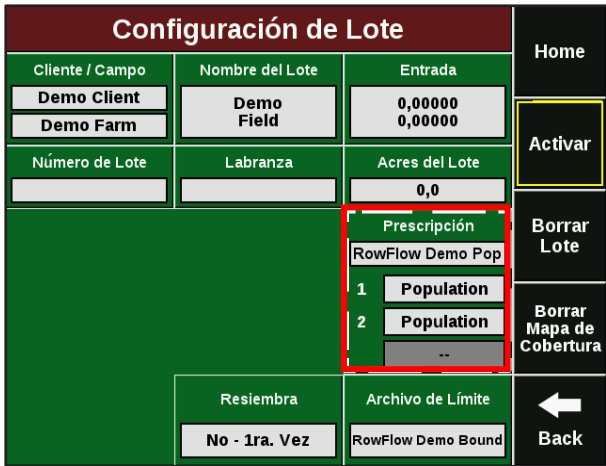 Configuración de Lote
Home
Cliente / Campo
Nombre del Lote
Entrada
Demo Client
Demo Farm
Demo
Field
0,00000
0,00000
Activar
Número de Lote
Labranza
Acres del Lote
0,0
Prescripción
RowFlow Demo Pop
1 Population
2 Population
--
Borrar
Lote
Borrar
Mapa de
Cobertura
Resiembra
Archivo de Límite
No - 1ra. Vez
RowFlow Demo Bound
Back